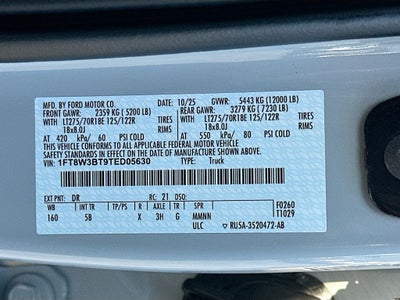 MFD. BY FORD MOTOR CO. 10/25 GVWR: 5443 KG (12000 LB)
FRONT GAWR: 2359 KG ( 5200 LB) REAR GAWR: 3279 KG ( 7230 LB)
WITH LT275/70R18E 125/122R TIRES WITH LT275/70R18E 125/122R TIRES
18x8.0J RIMS 18x8.0J RIMS
AT 420 kPa/ 60 PSI COLD AT 550 kPa/ 80 PSI COLD
THIS VEHICLE CONFORMS TO ALL APPLICABLE FEDERAL MOTOR VEHICLE
SAFETY STANDARDS IN EFFECT ON THE DATE OF MANUFACTURE SHOWN ABOVE.
VIN: 1FT8W3BT9TED05630
TYPE: Truck
EXT PNT: DR RC: 21 DSO: F0260
WB INT TR TP/PS R AXLE TR SPR T1029
160 5B X 3H G MMNN
ULC RU5A-3520472-AB